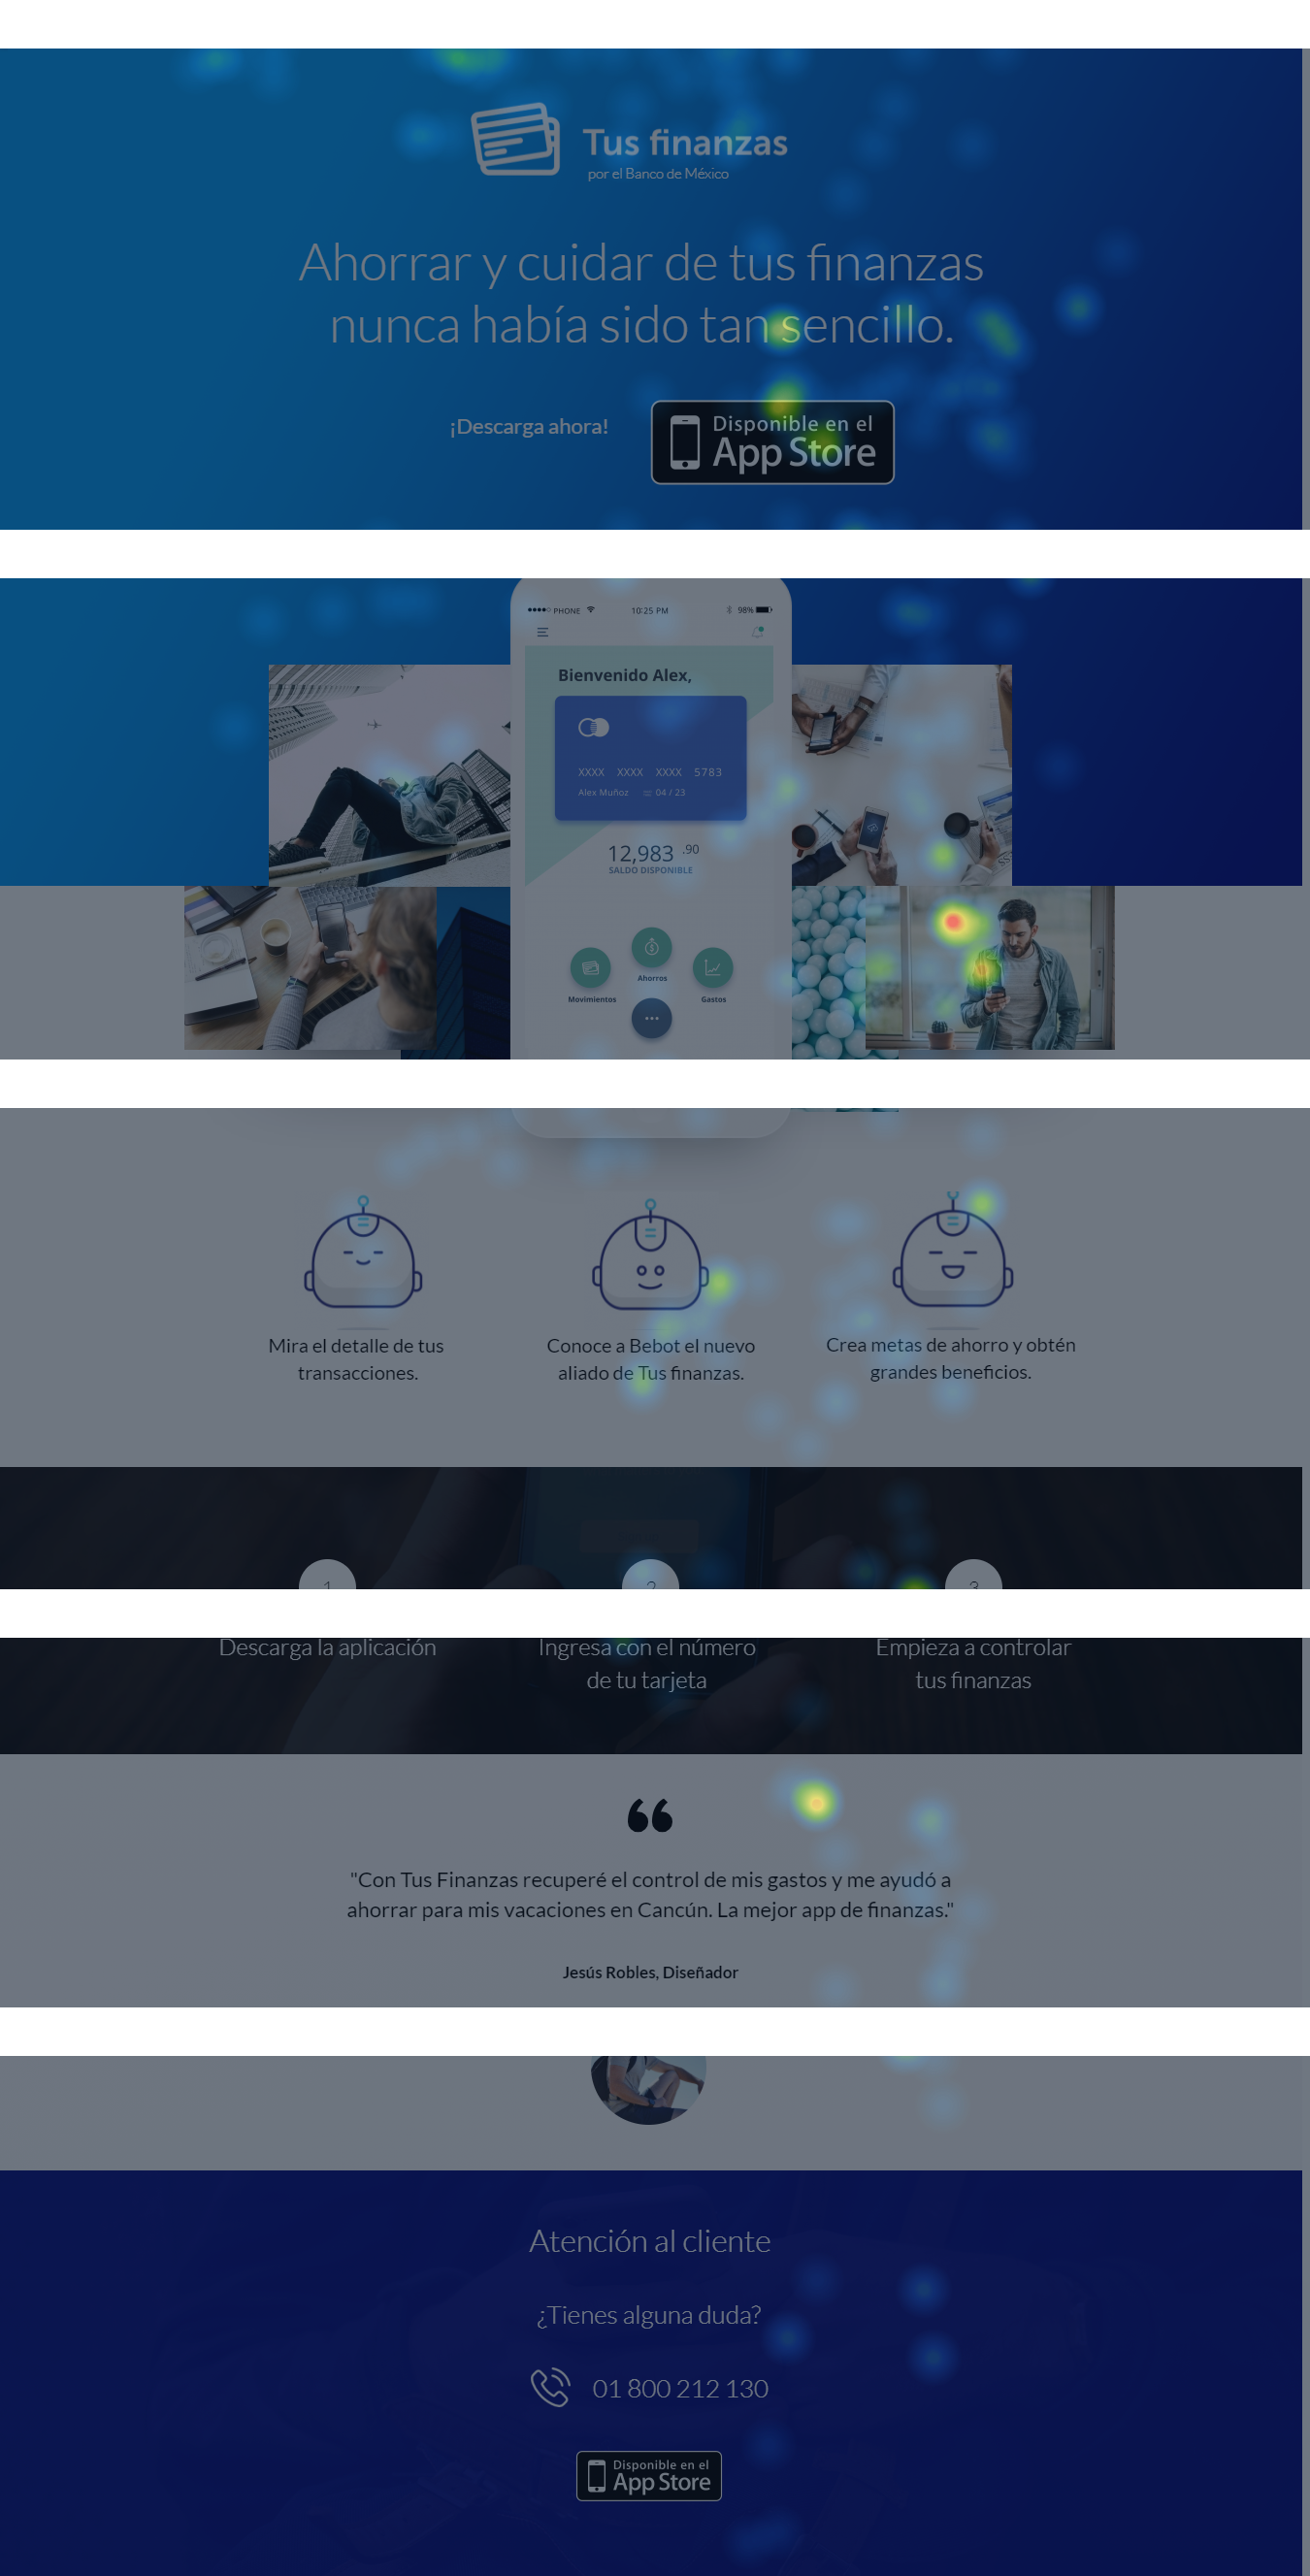 Tus finanzas
por el Banco de México
Ahorrar y cuidar de tus finanzas
nunca había sido tan sencillo.
¡Descarga ahora!
Disponible en el
App Store
PHONE 10:25 PM 98%
Bienvenido Alex,
XXXX XXXX XXXX 5783
Alex Muñoz 04 / 23
12,983 .90
SALDO DISPONIBLE
Ahorros
Movimientos
Gastos
Mira el detalle de tus
transacciones.
Conoce a Bebot el nuevo
aliado de Tus finanzas.
Crea metas de ahorro y obtén
grandes beneficios.
1
2
3
Descarga la aplicación
Ingresa con el número
de tu tarjeta
Empieza a controlar
tus finanzas
"Con Tus Finanzas recuperé el control de mis gastos y me ayudó a
ahorrar para mis vacaciones en Cancún. La mejor app de finanzas."
Jesús Robles, Diseñador
Atención al cliente
¿Tienes alguna duda?
01 800 212 130
Disponible en el
App Store